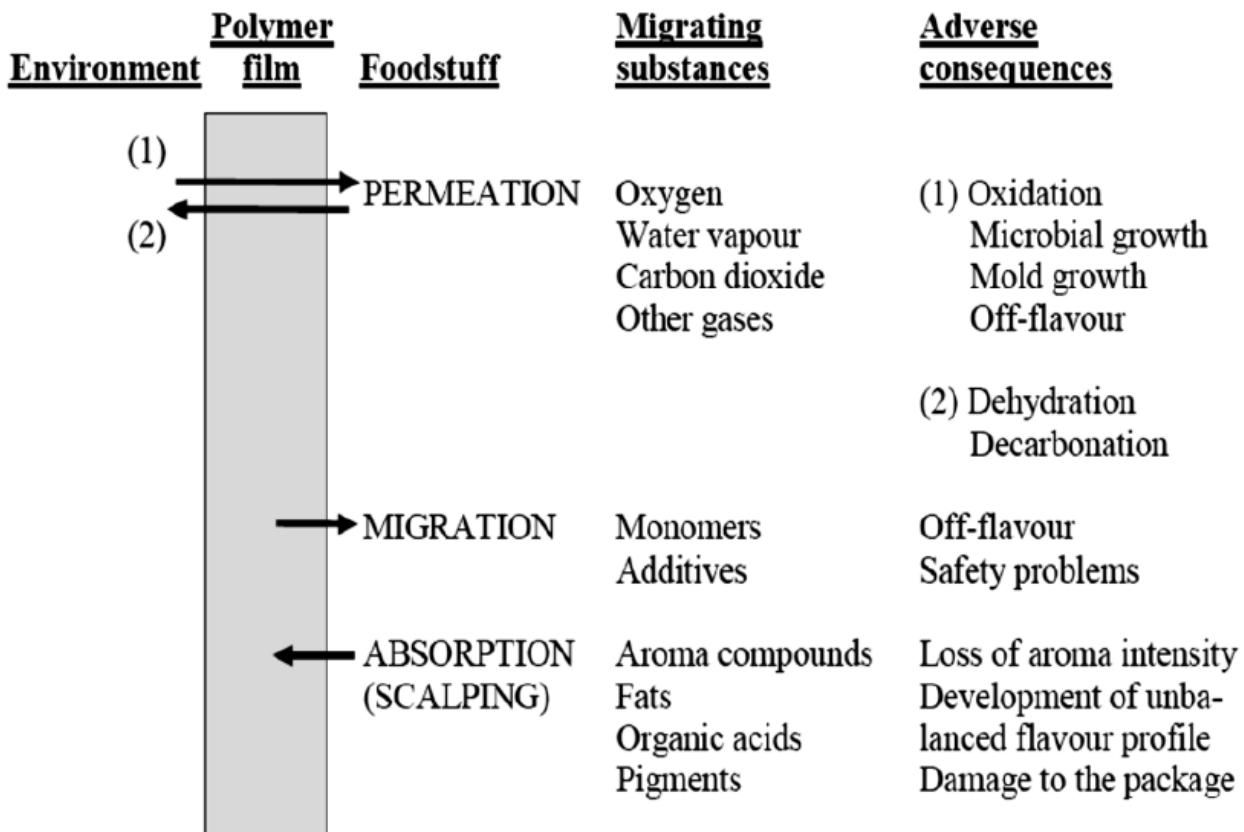 Environment Polymer film Foodstuff Migrating substances Adverse consequences
(1)
(2)
PERMEATION Oxygen (1) Oxidation
Water vapour Microbial growth
Carbon dioxide Mold growth
Other gases Off-flavour
(2) Dehydration
Decarbonation
MIGRATION Monomers Off-flavour
Additives Safety problems
ABSORPTION Aroma compounds Loss of aroma intensity
(SCALPING) Fats Development of unba-
Organic acids lanced flavour profile
Pigments Damage to the package